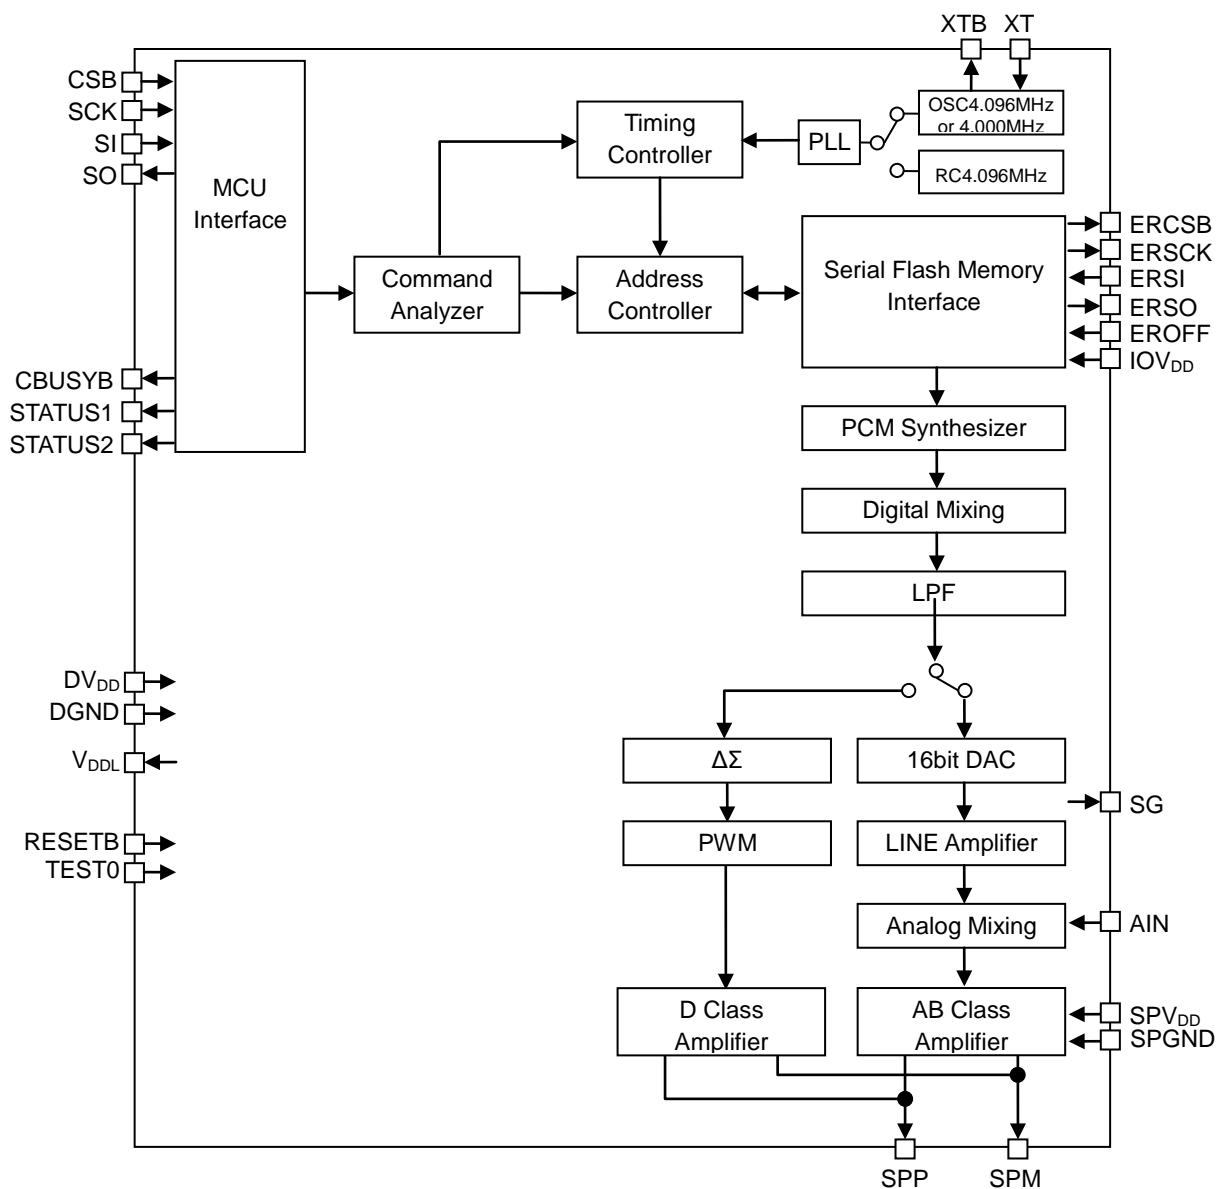 XTB XT
CSB
SCK
SI
SO
MCU
Interface
Timing
Controller
PLL
OSC4.096MHz
or 4.000MHz
RC4.096MHz
Command
Analyzer
Address
Controller
Serial Flash Memory
Interface
ERCSB
ERSCK
ERSI
ERSO
EROFF
IOVDD
CBUSYB
STATUS1
STATUS2
PCM Synthesizer
Digital Mixing
LPF
DVDD
DGND
VDDL
RESETB
TEST0
ΔΣ
16bit DAC
SG
PWM
LINE Amplifier
Analog Mixing
AIN
D Class
Amplifier
AB Class
Amplifier
SPVDD
SPGND
SPP SPM